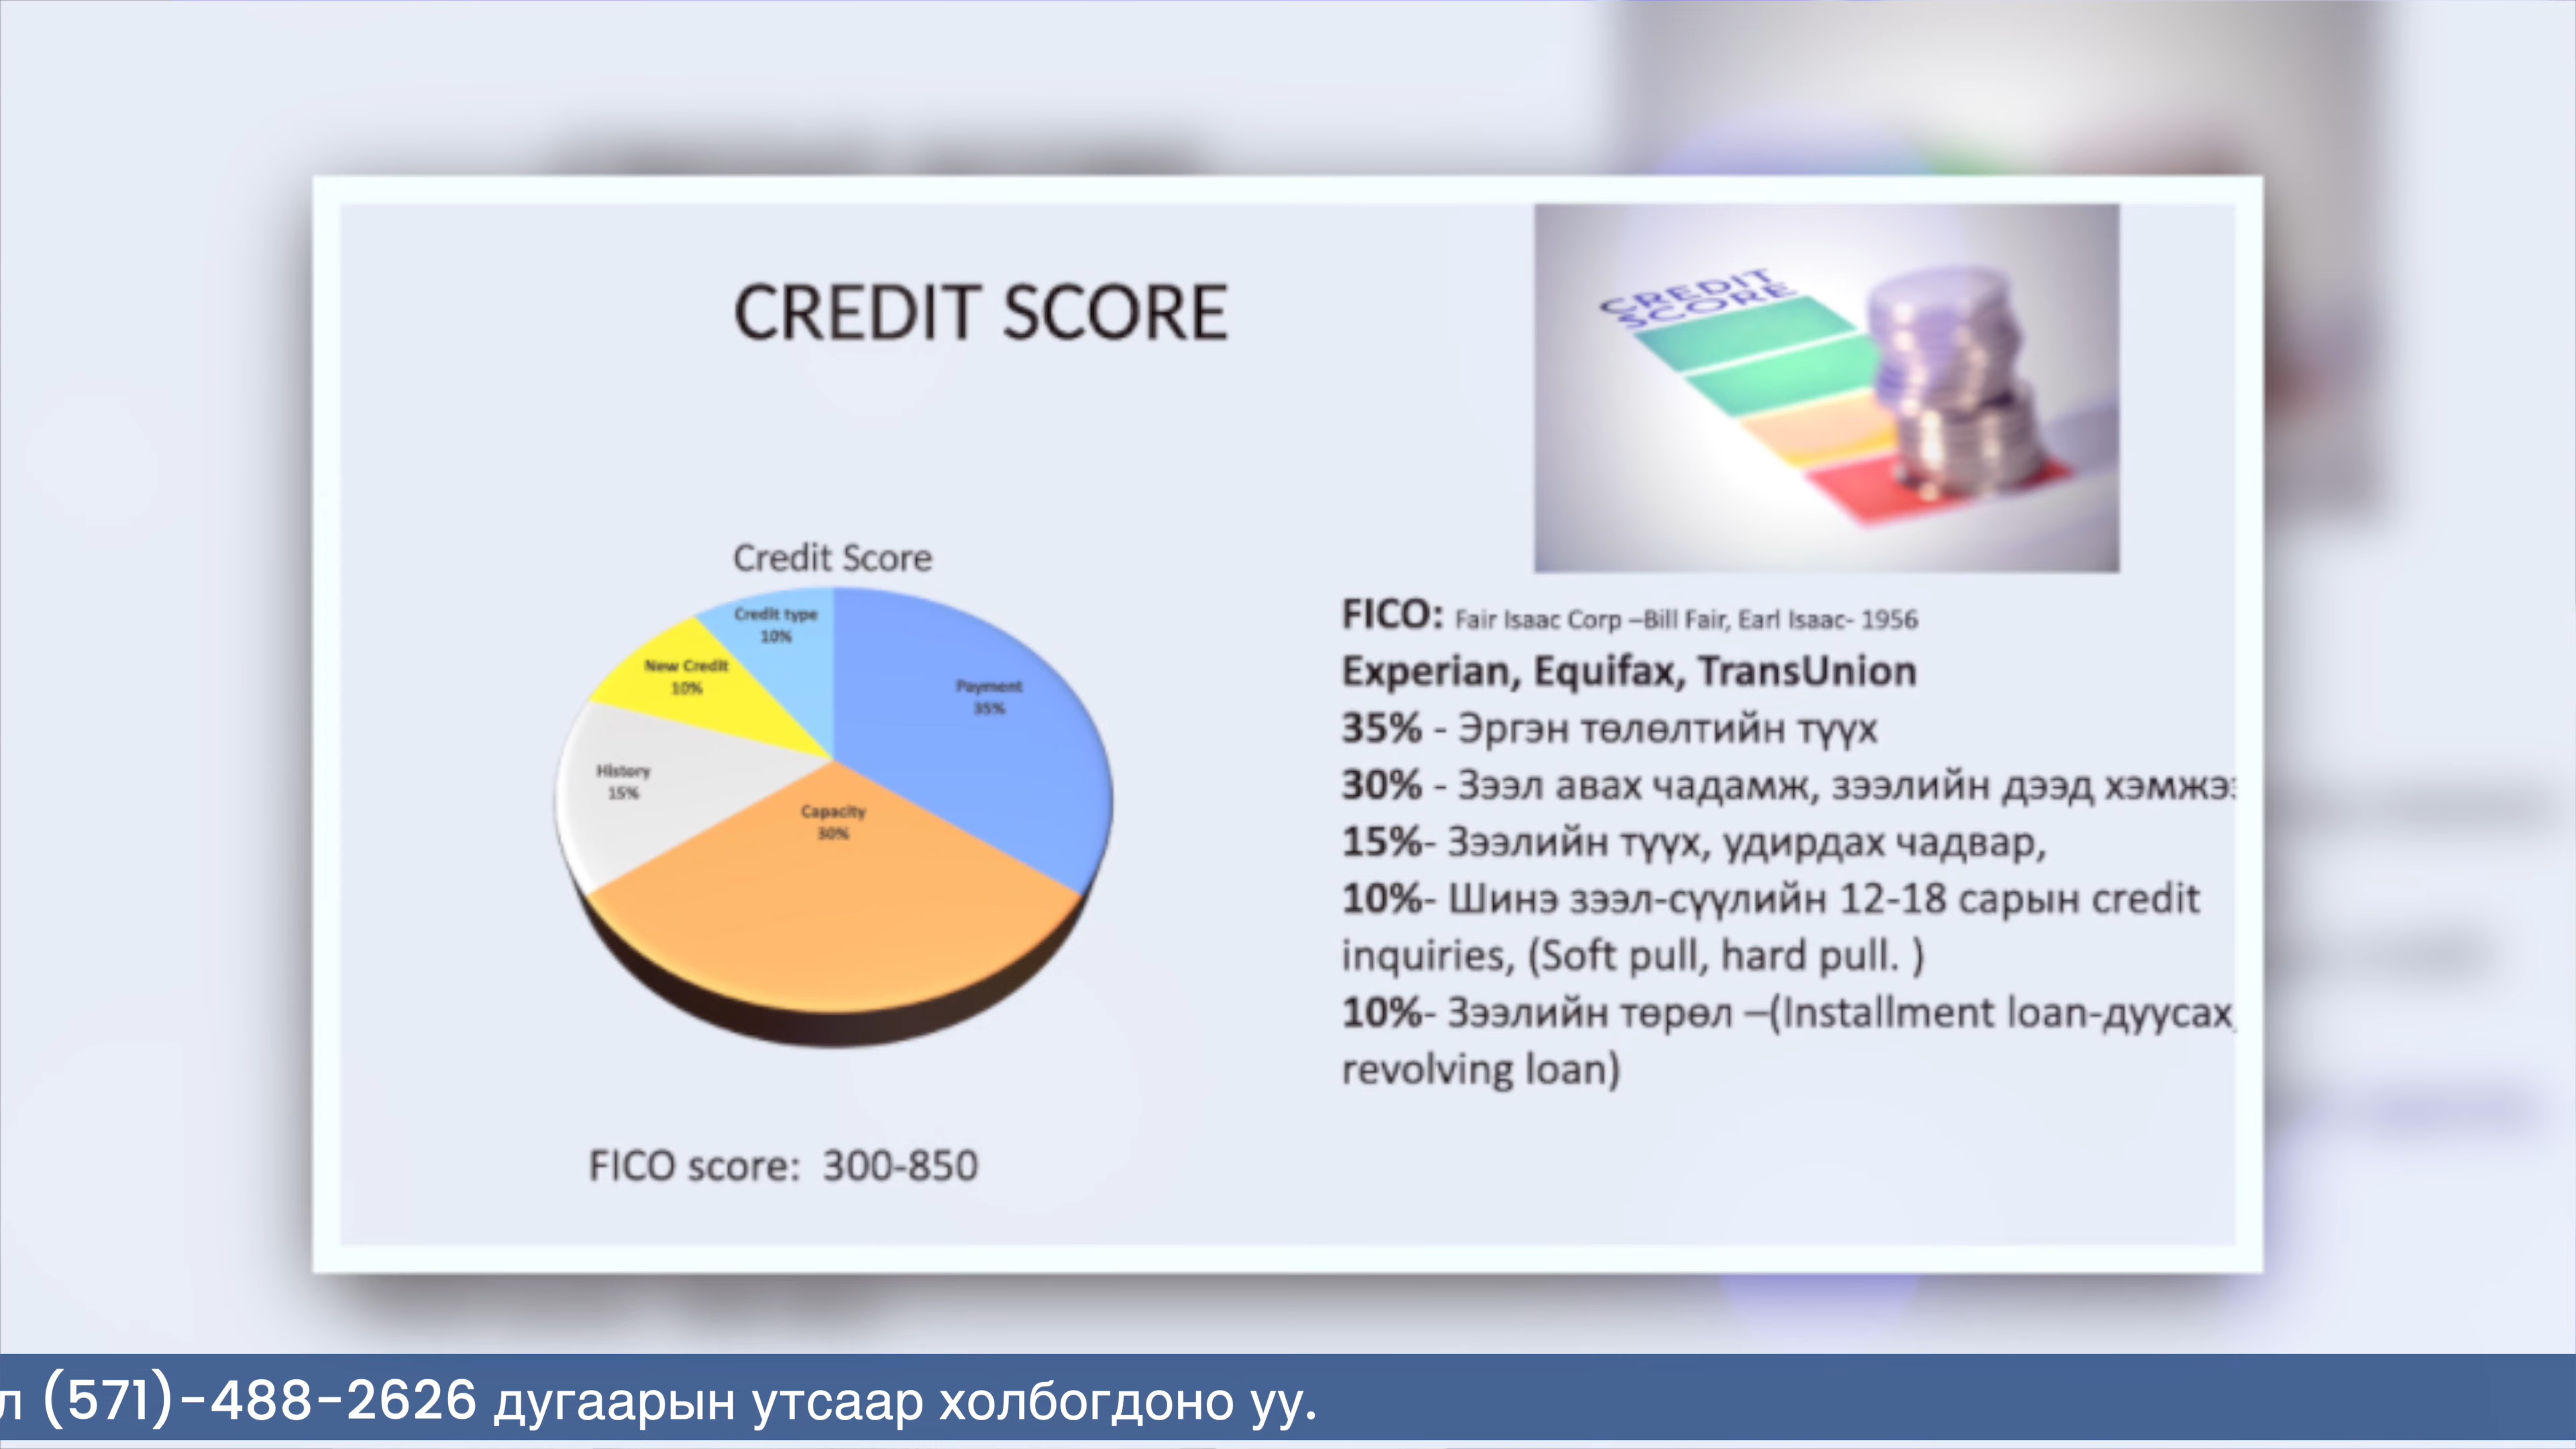 CREDIT SCORE
CREDIT
SCORE
Credit Score
Credit type
10%
New Credit
10%
Payment
35%
History
15%
Capacity
30%
FICO score: 300-850
FICO: Fair Isaac Corp –Bill Fair, Earl Isaac- 1956
Experian, Equifax, TransUnion
35% - Эргэн төлөлтийн түүх
30% - Зээл авах чадамж, зээлийн дээд
15%- Зээлийн түүх, удирдах чадвар,
10%- Шинэ зээл-сүүлийн 12-18 сарын credit
inquiries, (Soft pull, hard pull. )
10%- Зээлийн төрөл –(Installment loan-дуусах,
revolving loan)
(571)-488-2626 дугаарын утсаар холбогдоно уу.